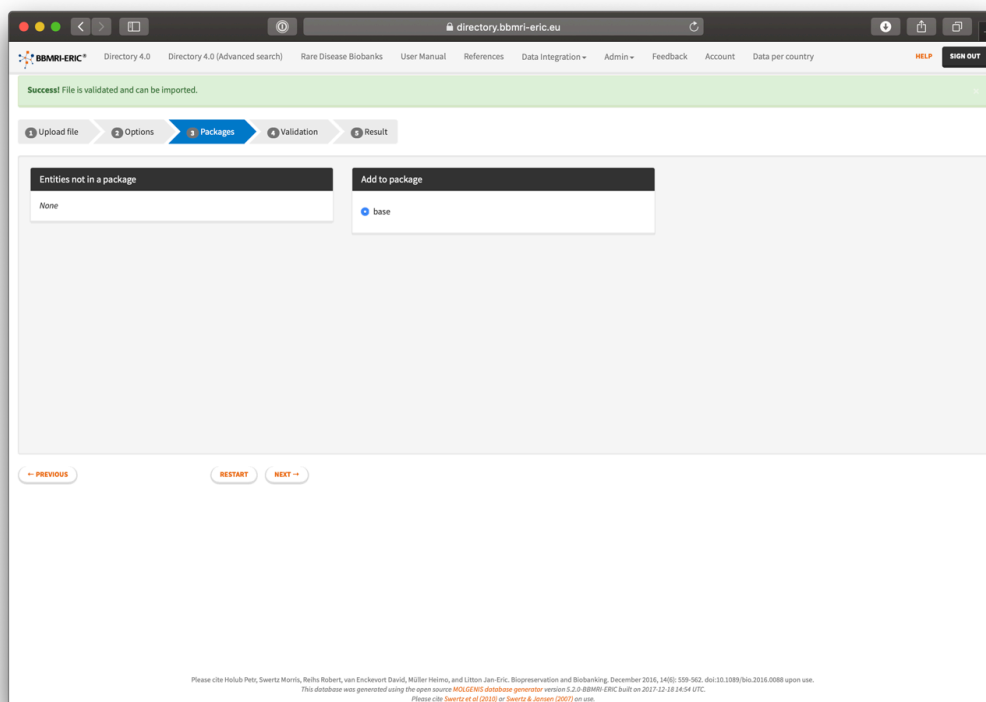 directory.bbmri-eric.eu
BBMRI-ERIC®
Directory 4.0
Directory 4.0 (Advanced search)
Rare Disease Biobanks
User Manual
References
Data Integration
Admin
Feedback
Account
Data per country
HELP
SIGN OUT
Success! File is validated and can be imported.
1 Upload file
2 Options
3 Packages
4 Validation
5 Result
Entities not in a package
None
Add to package
base
← PREVIOUS
RESTART
NEXT →
Please cite Holub Petr, Swertz Morris, Reihs Robert, van Enckevort David, Müller Heimo, and Litton Jan-Eric. Biopreservation and Biobanking. December 2016, 14(6): 559-562. doi:10.1089/bio.2016.0088 upon use.
This database was generated using the open source MOLGENIS database generator version 5.2.0-BBMRI-ERIC built on 2017-12-18 14:54 UTC.
Please cite Swertz et al (2010) or Swertz & Jansen (2007) on use.